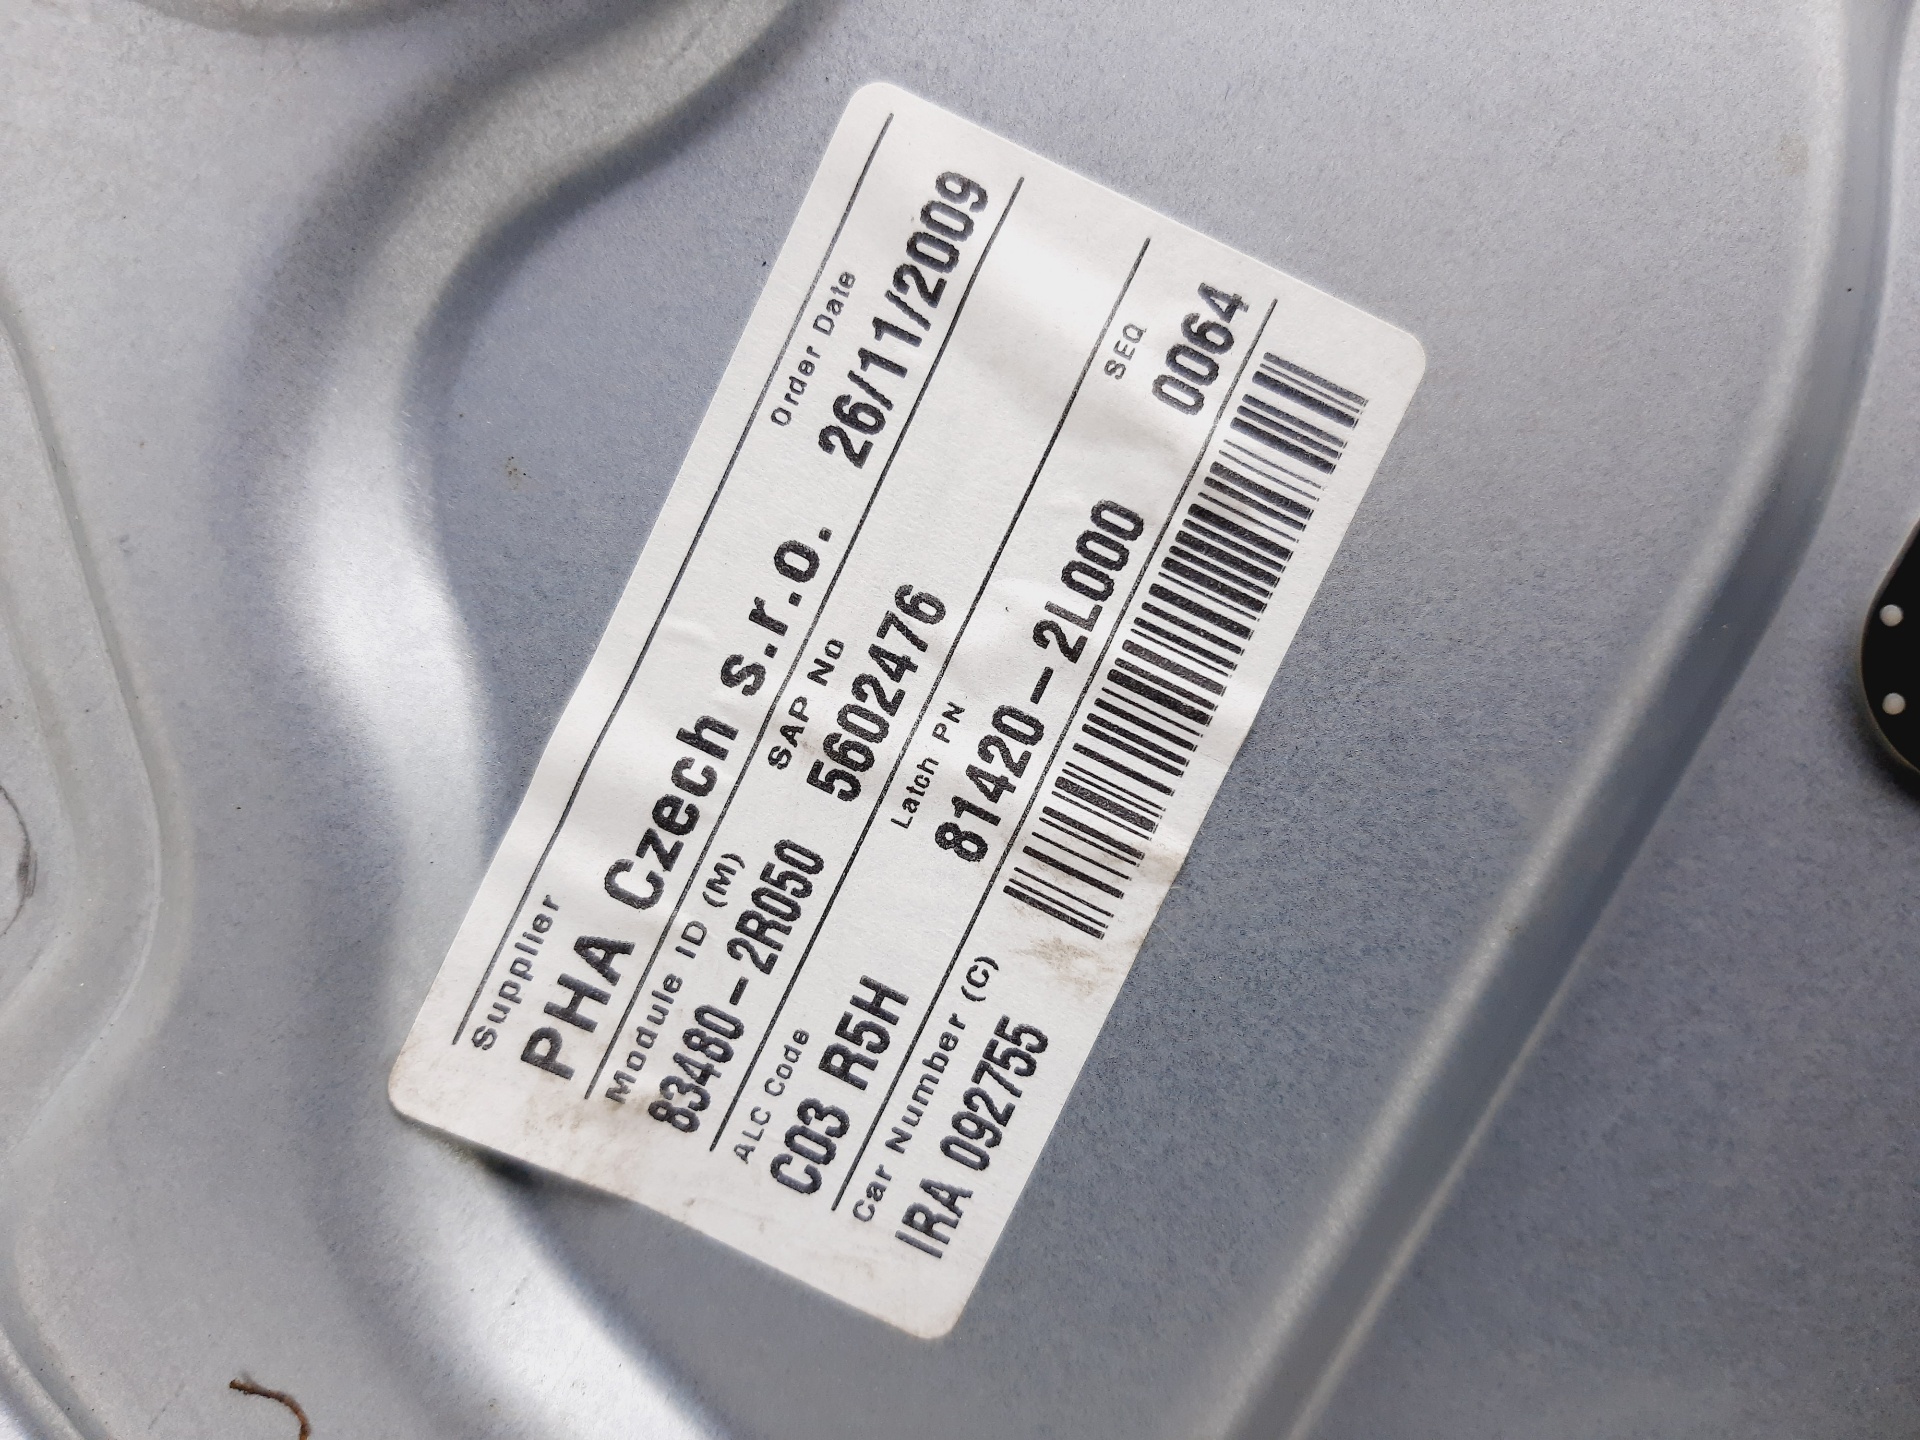 Supplier
Order Date
PHA Czech s.r.o.
26/11/2009
Module ID (M)
SAP No
83480-2R050
5602476
ALC Code
Latch PN
SEQ
C03 R5H
81420-2L000
0064
Car Number (C)
IRA 092755